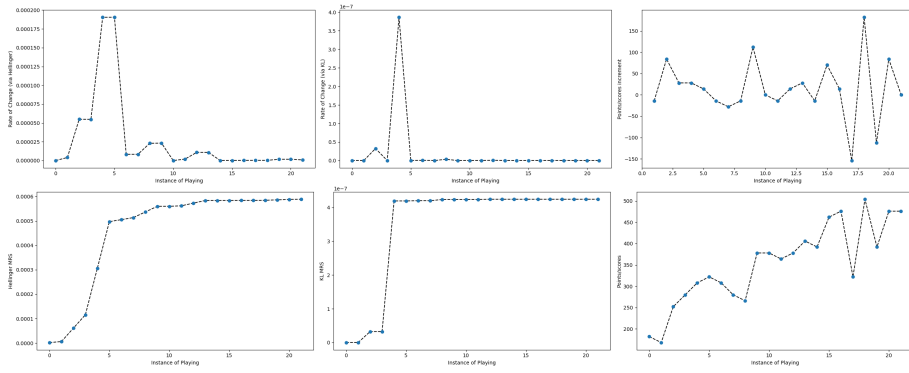 0.000200
0.000175
0.000150
0.000125
0.000100
0.000075
0.000050
0.000025
0.000000
Rate of Change (via Hellinger)
0 5 10 15 20
Instance of Playing
1e−7
4.0
3.5
3.0
2.5
2.0
1.5
1.0
0.5
0.0
Rate of Change (via KL)
0 5 10 15 20
Instance of Playing
150
100
50
0
−50
−100
−150
Points/scores increment
0.0 2.5 5.0 7.5 10.0 12.5 15.0 17.5 20.0
Instance of Playing
0.0006
0.0005
0.0004
0.0003
0.0002
0.0001
0.0000
Hellinger MRS
0 5 10 15 20
Instance of Playing
1e−7
4
3
2
1
0
KL MRS
0 5 10 15 20
Instance of Playing
500
450
400
350
300
250
200
Points/scores
0 5 10 15 20
Instance of Playing